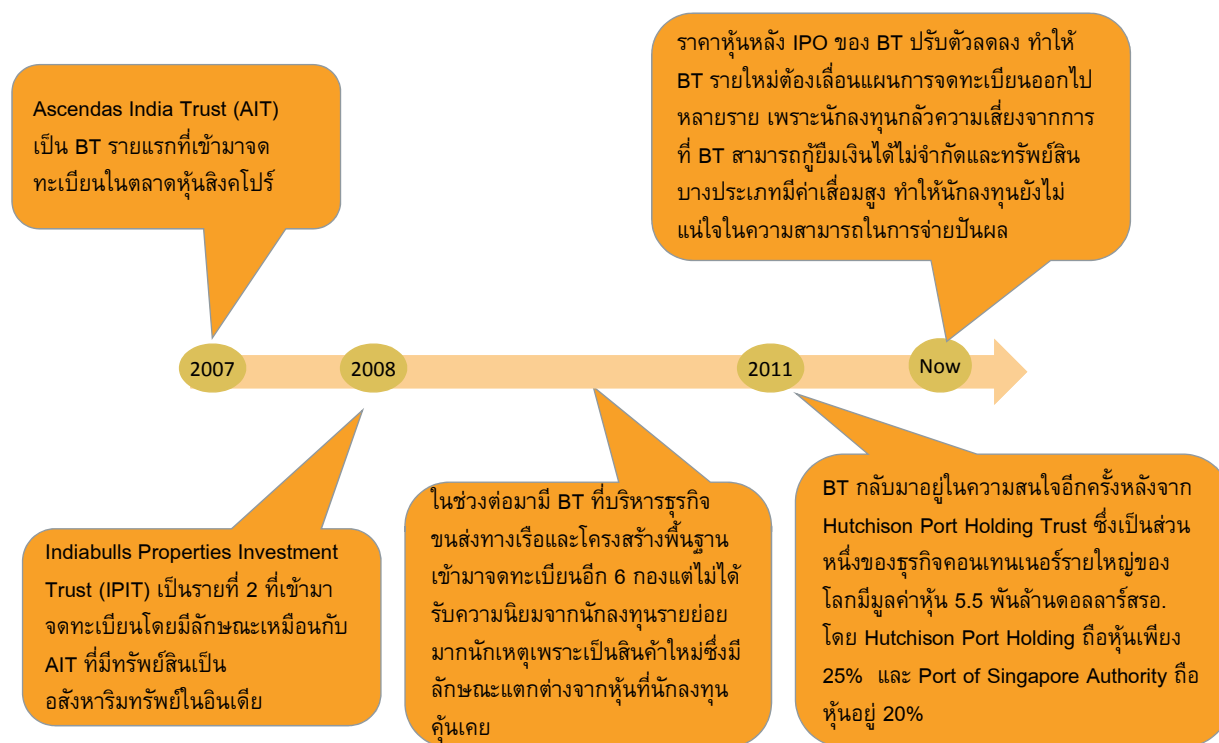 Ascendas India Trust (AIT)
เป็น BT รายแรกที่เข้ามาจด
ทะเบียนในตลาดหุ้นสิงคโปร์
ราคาหุ้นหลัง IPO ของ BT ปรับตัวลดลง ทำให้
BT รายใหม่ต้องเลื่อนแผนการจดทะเบียนออกไป
หลายราย เพราะนักลงทุนกลัวความเสี่ยงจากการ
ที่ BT สามารถกู้ยืมเงินได้ไม่จำกัดและทรัพย์สิน
บางประเภทมีค่าเสื่อมสูง ทำให้นักลงทุนยังไม่
แน่ใจในความสามารถในการจ่ายปันผล
2007
2008
2011
Now
Indiabulls Properties Investment
Trust (IPIT) เป็นรายที่ 2 ที่เข้ามา
จดทะเบียนโดยมีลักษณะเหมือนกับ
AIT ที่มีทรัพย์สินเป็น
อสังหาริมทรัพย์ในอินเดีย
ในช่วงต่อมามี BT ที่บริหารธุรกิจ
ขนส่งทางเรือและโครงสร้างพื้นฐาน
เข้ามาจดทะเบียนอีก 6 กองแต่ไม่ได้
รับความนิยมจากนักลงทุนรายย่อย
มากนักเหตุเพราะเป็นสินค้าใหม่ซึ่งมี
ลักษณะแตกต่างจากหุ้นที่นักลงทุน
คุ้นเคย
BT กลับมาอยู่ในความสนใจอีกครั้งหลังจาก
Hutchison Port Holding Trust ซึ่งเป็นส่วน
หนึ่งของธุรกิจคอนเทนเนอร์รายใหญ่ของ
โลกมีมูลค่าหุ้น 5.5 พันล้านดอลลาร์สรอ.
โดย Hutchison Port Holding ถือหุ้นเพียง
25% และ Port of Singapore Authority ถือ
หุ้นอยู่ 20%